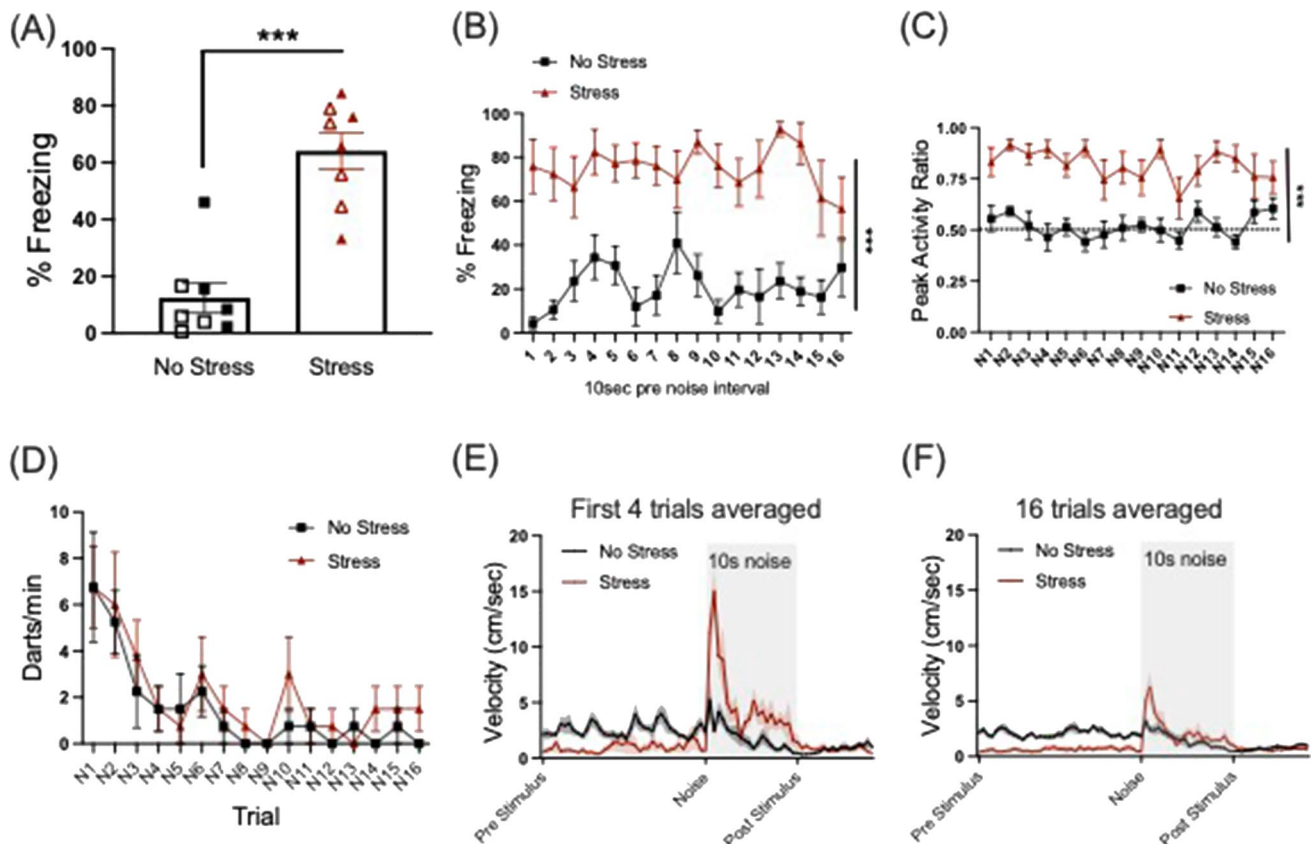 (A)
100
80
60
40
20
0
% Freezing
***
No Stress
Stress
(B)
No Stress
Stress
100
80
60
40
20
0
% Freezing
***
1 2 3 4 5 6 7 8 9 10 11 12 13 14 15 16
10sec pre noise interval
(C)
1.00
0.75
0.50
0.25
0.00
Peak Activity Ratio
***
No Stress
Stress
N1 N2 N3 N4 N5 N6 N7 N8 N9 N10 N11 N12 N13 N14 N15 N16
(D)
10
8
6
4
2
0
Darts/min
No Stress
Stress
N1 N2 N3 N4 N5 N6 N7 N8 N9 N10 N11 N12 N13 N14 N15 N16
Trial
(E)
First 4 trials averaged
20
15
10
5
0
Velocity (cm/sec)
No Stress
Stress
10s noise
Pre Stimulus
Noise
Post Stimulus
(F)
16 trials averaged
20
15
10
5
0
Velocity (cm/sec)
No Stress
Stress
10s noise
Pre Stimulus
Noise
Post Stimulus